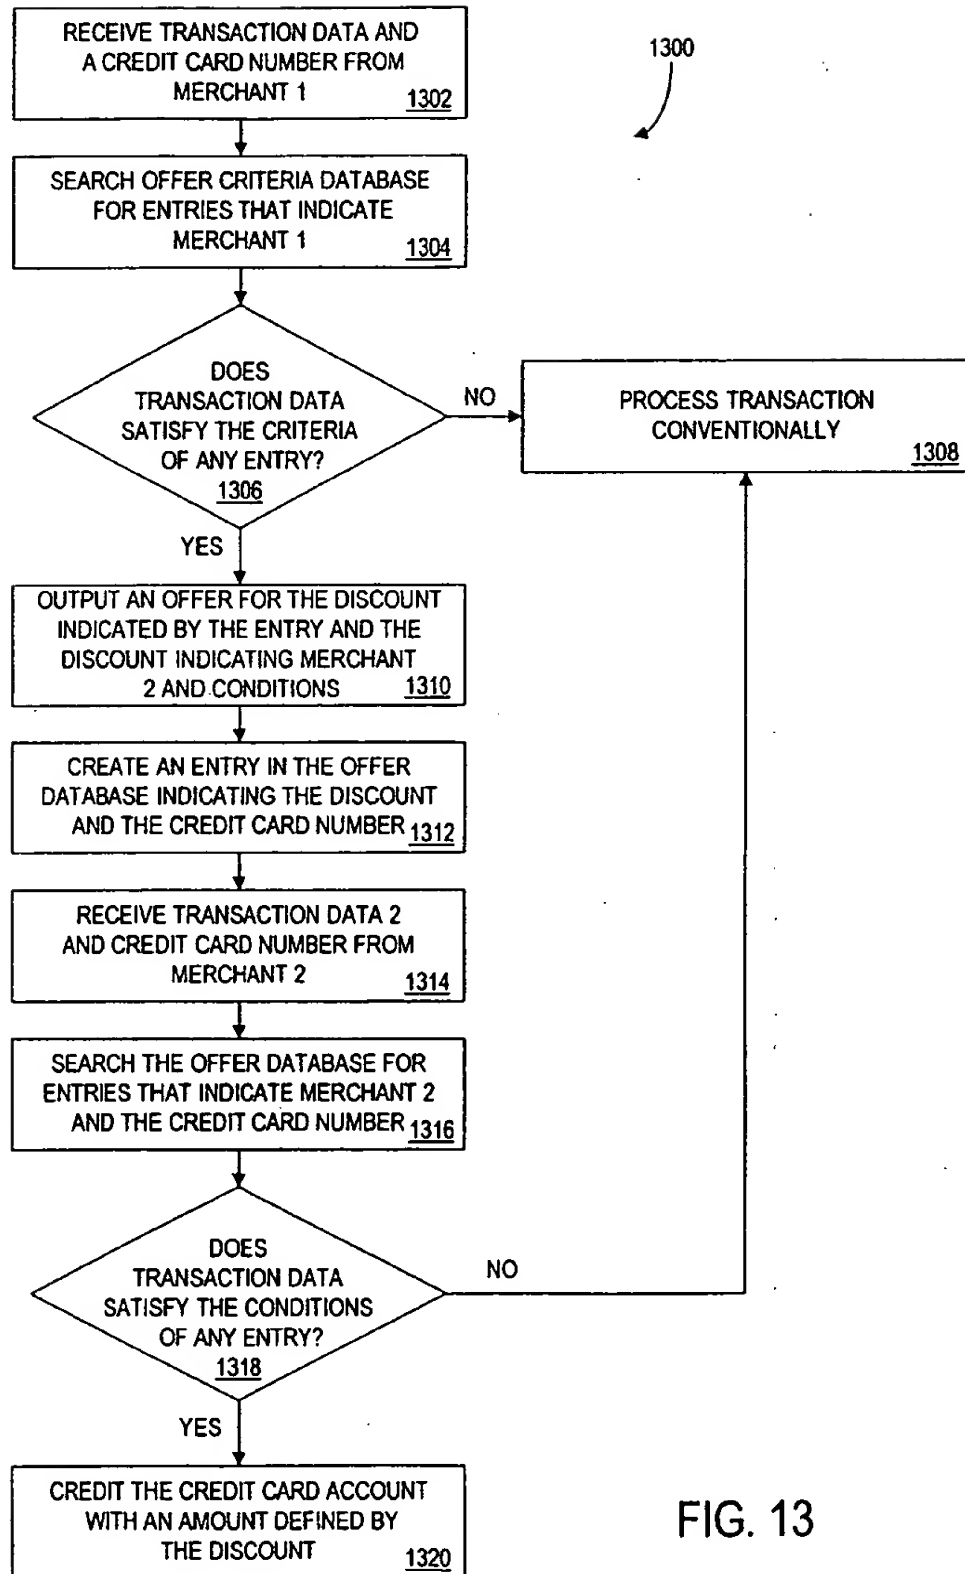 RECEIVE TRANSACTION DATA AND
A CREDIT CARD NUMBER FROM
MERCHANT 1
1302
1300
SEARCH OFFER CRITERIA DATABASE
FOR ENTRIES THAT INDICATE
MERCHANT 1
1304
DOES
TRANSACTION DATA
SATISFY THE CRITERIA
OF ANY ENTRY?
1306
NO
PROCESS TRANSACTION
CONVENTIONALLY
1308
YES
OUTPUT AN OFFER FOR THE DISCOUNT
INDICATED BY THE ENTRY AND THE
DISCOUNT INDICATING MERCHANT
2 AND CONDITIONS
1310
CREATE AN ENTRY IN THE OFFER
DATABASE INDICATING THE DISCOUNT
AND THE CREDIT CARD NUMBER
1312
RECEIVE TRANSACTION DATA 2
AND CREDIT CARD NUMBER FROM
MERCHANT 2
1314
SEARCH THE OFFER DATABASE FOR
ENTRIES THAT INDICATE MERCHANT 2
AND THE CREDIT CARD NUMBER
1316
DOES
TRANSACTION DATA
SATISFY THE CONDITIONS
OF ANY ENTRY?
1318
NO
YES
CREDIT THE CREDIT CARD ACCOUNT
WITH AN AMOUNT DEFINED BY
THE DISCOUNT
1320
FIG. 13